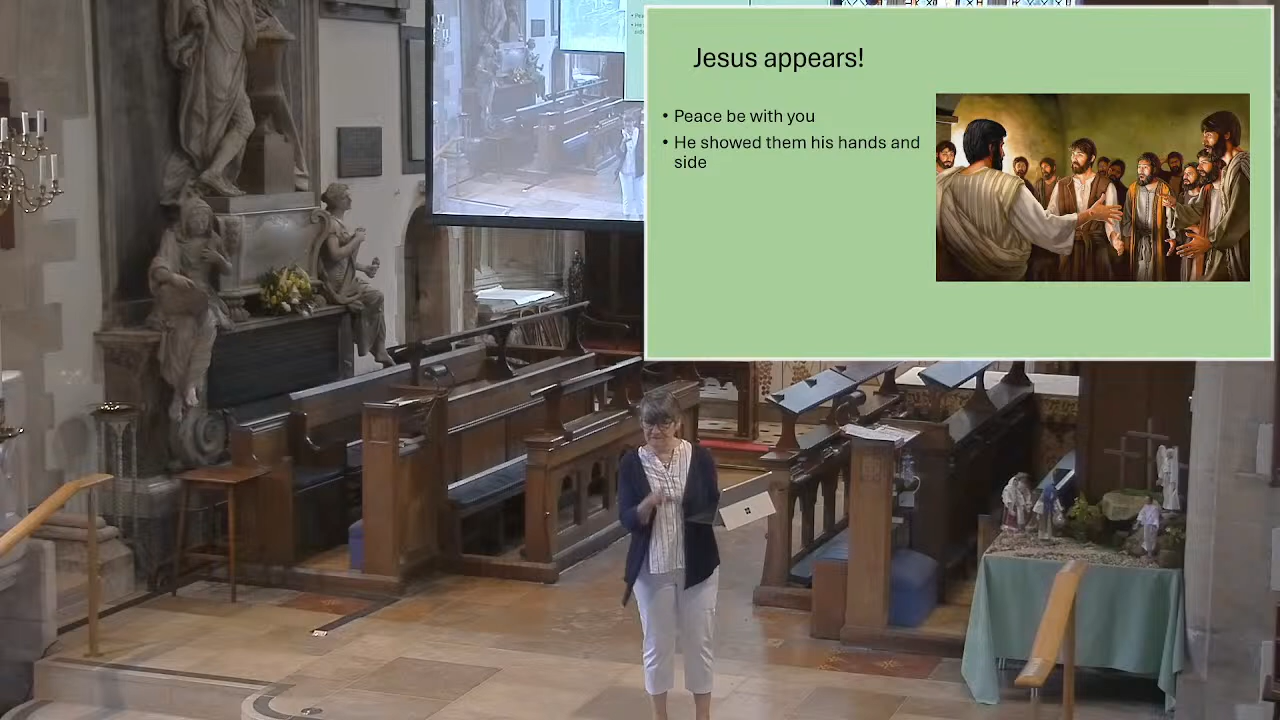 Jesus appears!
• Peace be with you
• He showed them his hands and
side